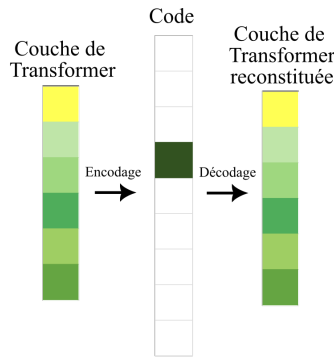 Code
Couche de
Transformer
Couche de
Transformer
reconstituée
Encodage
Décodage